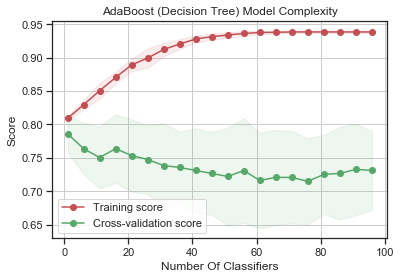 AdaBoost (Decision Tree) Model Complexity
0.95
0.90
0.85
0.80
0.75
0.70
0.65
Score
Training score
Cross-validation score
0
20
40
60
80
100
Number Of Classifiers